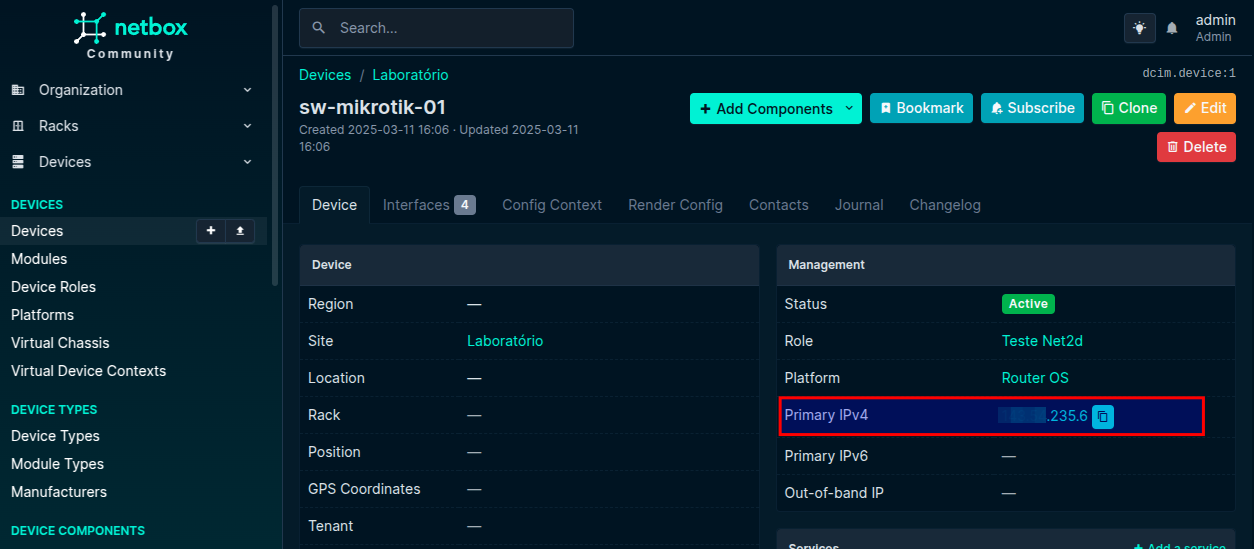 netbox
Community
Search...
admin
Admin
Organization
Racks
Devices
DEVICES
Devices
Modules
Device Roles
Platforms
Virtual Chassis
Virtual Device Contexts
DEVICE TYPES
Device Types
Module Types
Manufacturers
DEVICE COMPONENTS
Devices / Laboratório
dcim.device:1
sw-mikrotik-01
Created 2025-03-11 16:06 · Updated 2025-03-11
16:06
+ Add Components
Bookmark
Subscribe
Clone
Edit
Delete
Device
Interfaces 4
Config Context
Render Config
Contacts
Journal
Changelog
Device
Region —
Site Laboratório
Location —
Rack —
Position —
GPS Coordinates —
Tenant —
Management
Status Active
Role Teste Net2d
Platform Router OS
Primary IPv4 .235.6
Primary IPv6 —
Out-of-band IP —
Services
+ Add a service